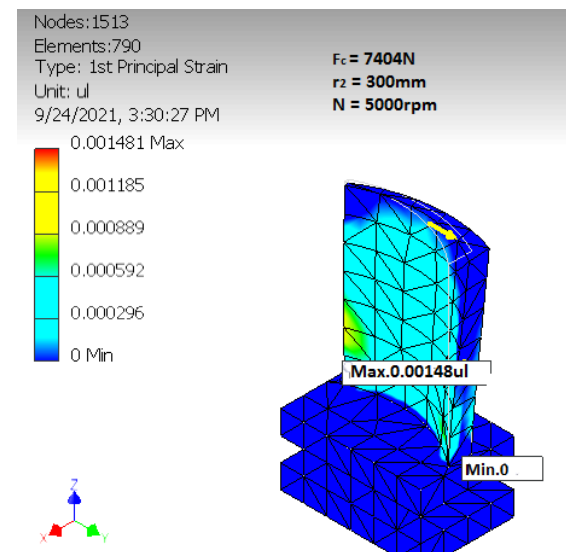 Nodes:1513
Elements:790
Type: 1st Principal Strain
Unit: ul
9/24/2021, 3:30:27 PM
Fc = 7404N
r2 = 300mm
N = 5000rpm
0.001481 Max
0.001185
0.000889
0.000592
0.000296
0 Min
Max.0.00148ul
Min.0
Z
X
Y